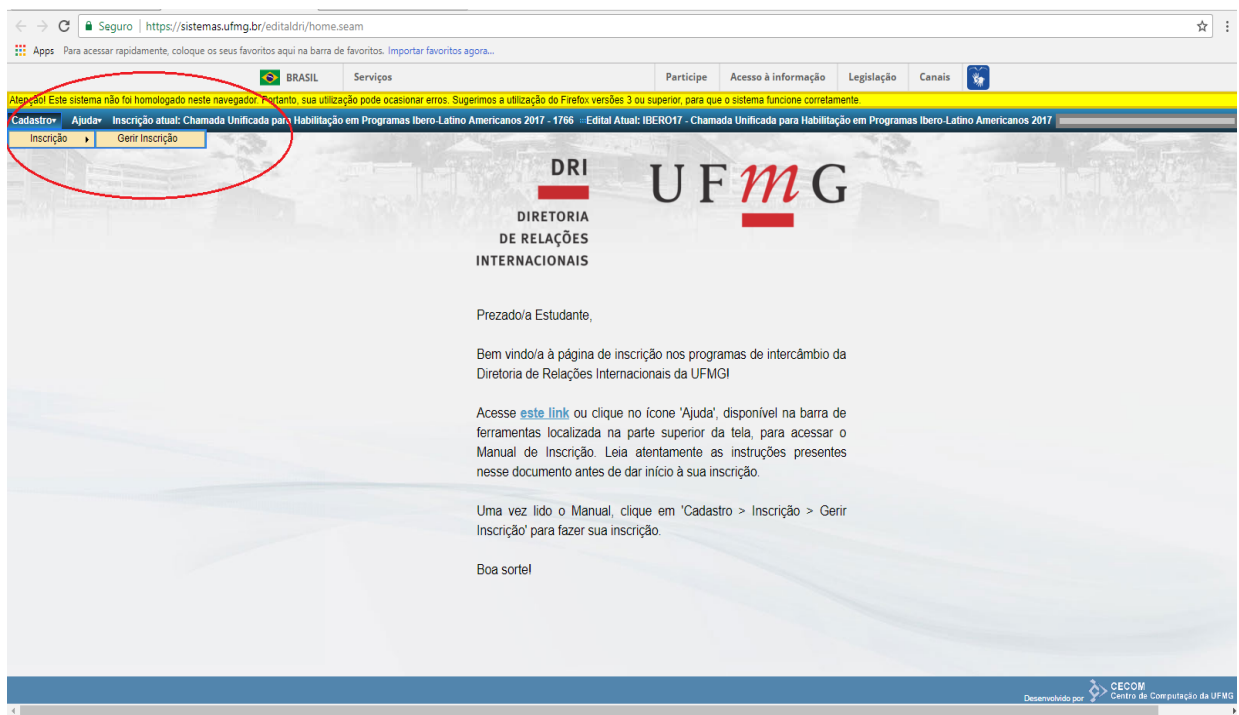 Seguro | https://sistemas.ufmg.br/editaldri/home.seam
Apps Para acessar rapidamente, coloque os seus favoritos aqui na barra de favoritos. Importar favoritos agora...
BRASIL Serviços Participe Acesso à informação Legislação Canais
Atenção! Este sistema não foi homologado neste navegador. Portanto, sua utilização pode ocasionar erros. Sugerimos a utilização do Firefox versões 3 ou superior, para que o sistema funcione corretamente.
Cadastro Ajuda Inscrição atual: Chamada Unificada para Habilitação em Programas Ibero-Latino Americanos 2017 - 1766 :::Edital Atual: IBERO17 - Chamada Unificada para Habilitação em Programas Ibero-Latino Americanos 2017
Inscrição Gerir Inscrição
DRI
DIRETORIA
DE RELAÇÕES
INTERNACIONAIS
UFMG
Prezado/a Estudante,
Bem vindo/a à página de inscrição nos programas de intercâmbio da
Diretoria de Relações Internacionais da UFMG!
Acesse este link ou clique no ícone 'Ajuda', disponível na barra de
ferramentas localizada na parte superior da tela, para acessar o
Manual de Inscrição. Leia atentamente as instruções presentes
nesse documento antes de dar início à sua inscrição.
Uma vez lido o Manual, clique em 'Cadastro > Inscrição > Gerir
Inscrição' para fazer sua inscrição.
Boa sorte!
Desenvolvido por CECOM
Centro de Computação da UFMG